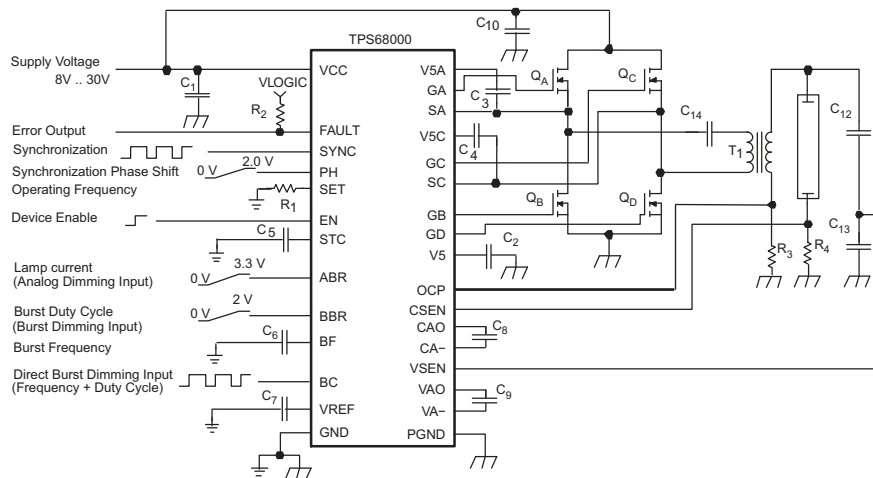 C10
TPS68000
Supply Voltage
8V .. 30V
C1
VLOGIC
R2
VCC
V5A
GA
C3
SA
QA
QC
Error Output
FAULT
V5C
C4
C14
T1
C12
Synchronization
SYNC
GC
Synchronization Phase Shift
0 V
2.0 V
PH
SC
Operating Frequency
R1
SET
QB
QD
Device Enable
EN
GB
C5
STC
GD
C2
C13
V5
R3
R4
Lamp current
(Analog Dimming Input)
0 V
3.3 V
ABR
OCP
CSEN
Burst Duty Cycle
(Burst Dimming Input)
0 V
2 V
BBR
CAO
C8
Burst Frequency
C6
BF
CA−
VSEN
Direct Burst Dimming Input
(Frequency + Duty Cycle)
BC
VAO
C9
C7
VREF
VA−
GND
PGND